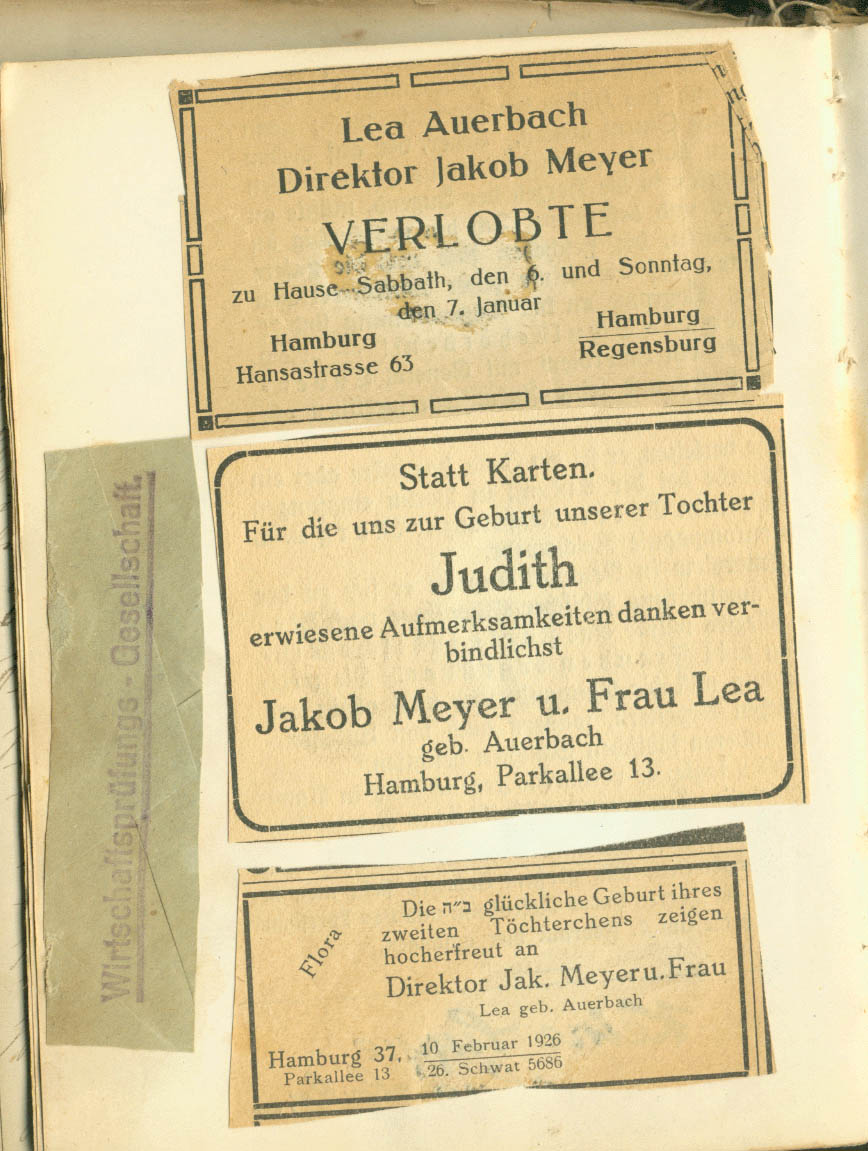 Lea Auerbach
Direktor Jakob Meyer
VERLOBTE
zu Hause Sabbath, den 6. und Sonntag,
den 7. Januar
Hamburg
Hansastrasse 63
Hamburg
Regensburg
Statt Karten.
Für die uns zur Geburt unserer Tochter
Judith
erwiesene Aufmerksamkeiten danken ver-
bindlichst
Jakob Meyer u. Frau Lea
geb. Auerbach
Hamburg, Parkallee 13.
Wirtschaftsprüfungs-Gesellschaft.
Flora
Die ב״ה glückliche Geburt ihres
zweiten Töchterchens zeigen
hocherfreut an
Direktor Jak. Meyer u. Frau
Lea geb. Auerbach
Hamburg 37,
Parkallee 13
10 Februar 1926
26. Schwat 5686